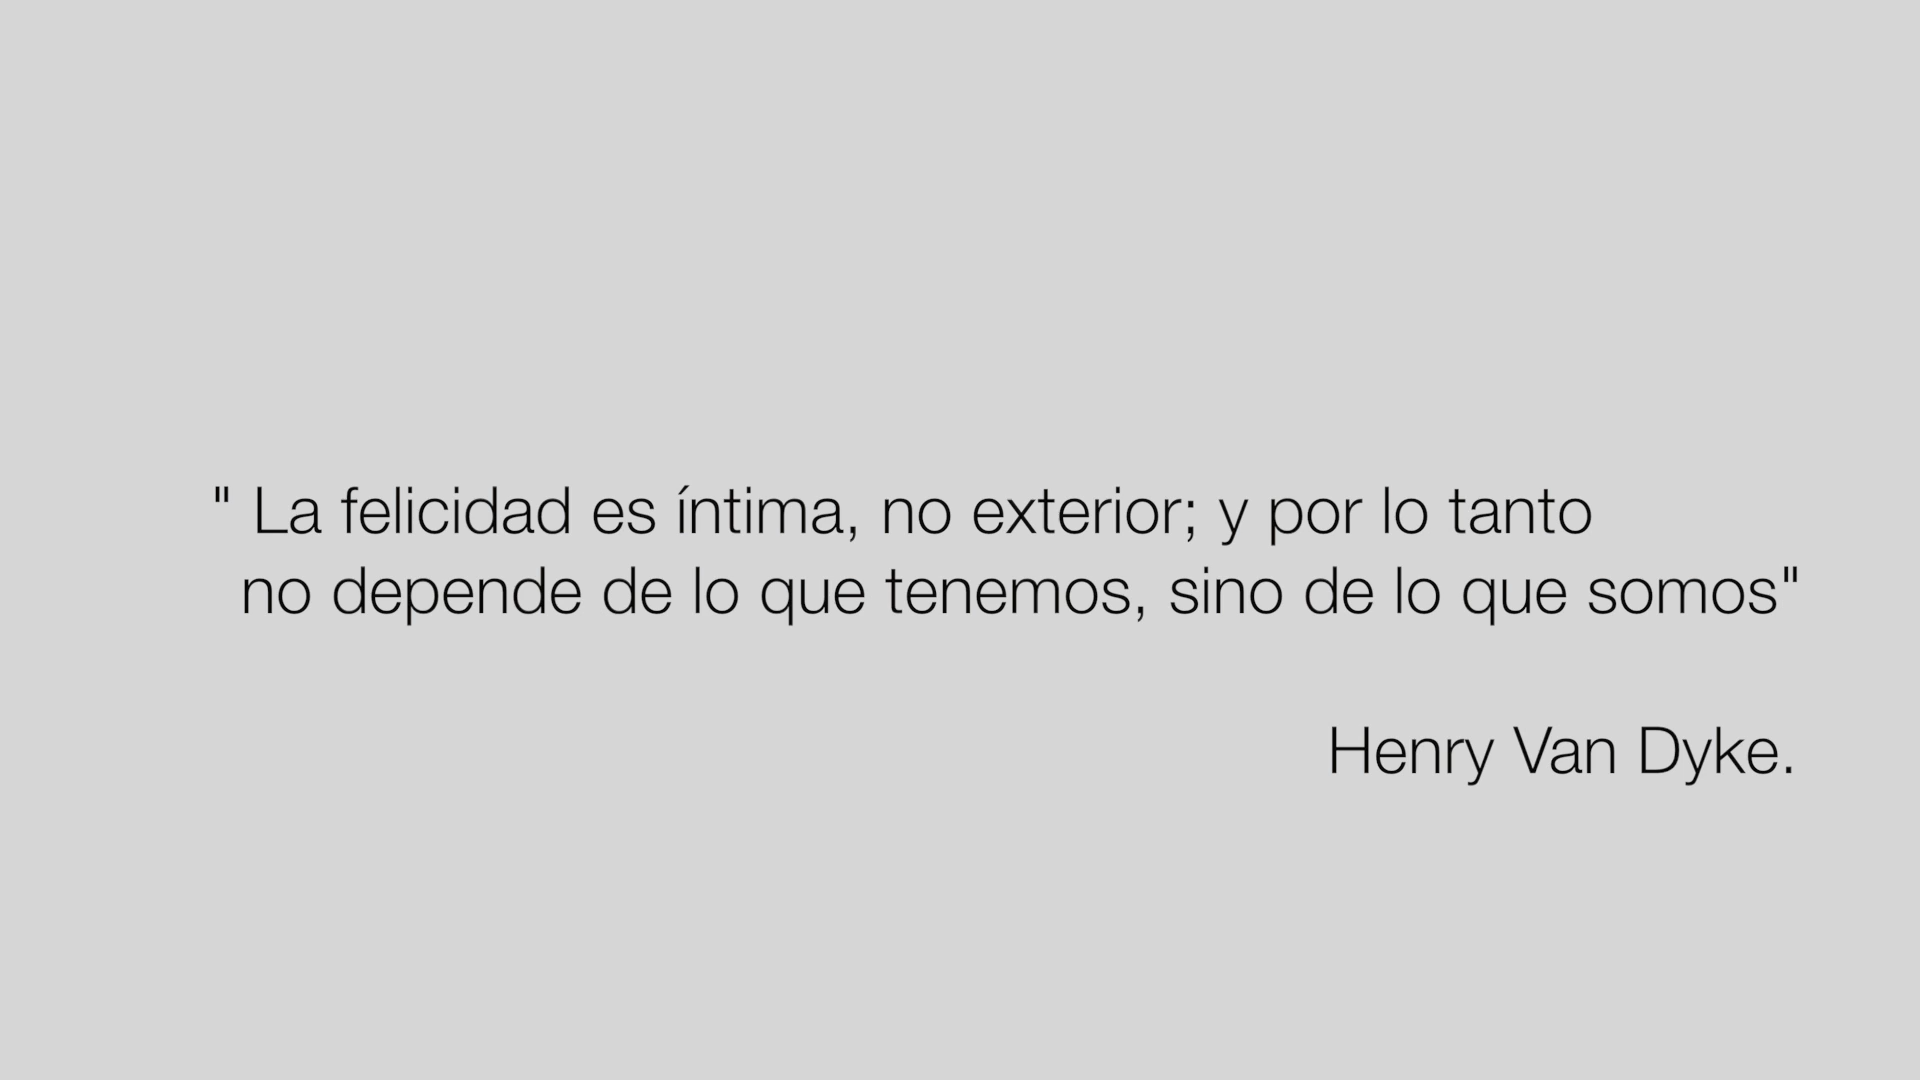 " La felicidad es íntima, no exterior; y por lo tanto
no depende de lo que tenemos, sino de lo que somos"
Henry Van Dyke.